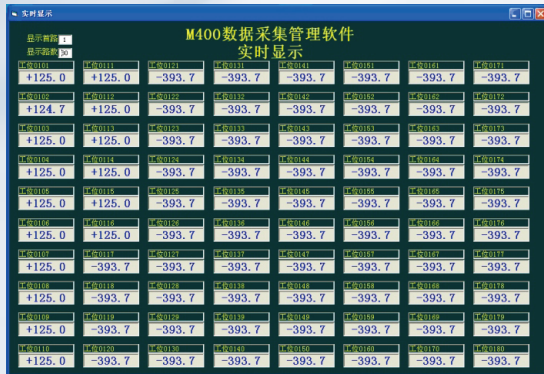 实时显示
M400数据采集管理软件
实时显示
显示首路 1
显示路数
工位0101 工位0111 工位0121 工位0131 工位0141 工位0151 工位0161 工位0171
+125.0 +125.0 -393.7 -393.7 -393.7 -393.7 -393.7 -393.7
工位0102 工位0112 工位0122 工位0132 工位0142 工位0152 工位0162 工位0172
+124.7 +125.0 -393.7 -393.7 -393.7 -393.7 -393.7 -393.7
工位0103 工位0113 工位0123 工位0133 工位0143 工位0153 工位0163 工位0173
+125.0 +125.0 -393.7 -393.7 -393.7 -393.7 -393.7 -393.7
工位0104 工位0114 工位0124 工位0134 工位0144 工位0154 工位0164 工位0174
+125.0 +125.0 -393.7 -393.7 -393.7 -393.7 -393.7 -393.7
工位0105 工位0115 工位0125 工位0135 工位0145 工位0155 工位0165 工位0175
+125.0 +125.0 -393.7 -393.7 -393.7 -393.7 -393.7 -393.7
工位0106 工位0116 工位0126 工位0136 工位0146 工位0156 工位0166 工位0176
+125.0 +125.0 -393.7 -393.7 -393.7 -393.7 -393.7 -393.7
工位0107 工位0117 工位0127 工位0137 工位0147 工位0157 工位0167 工位0177
+125.0 -393.7 -393.7 -393.7 -393.7 -393.7 -393.7 -393.7
工位0108 工位0118 工位0128 工位0138 工位0148 工位0158 工位0168 工位0178
+125.0 -393.7 -393.7 -393.7 -393.7 -393.7 -393.7 -393.7
工位0109 工位0119 工位0129 工位0139 工位0149 工位0159 工位0169 工位0179
+125.0 -393.7 -393.7 -393.7 -393.7 -393.7 -393.7 -393.7
工位0110 工位0120 工位0130 工位0140 工位0150 工位0160 工位0170 工位0180
+125.0 -393.7 -393.7 -393.7 -393.7 -393.7 -393.7 -393.7